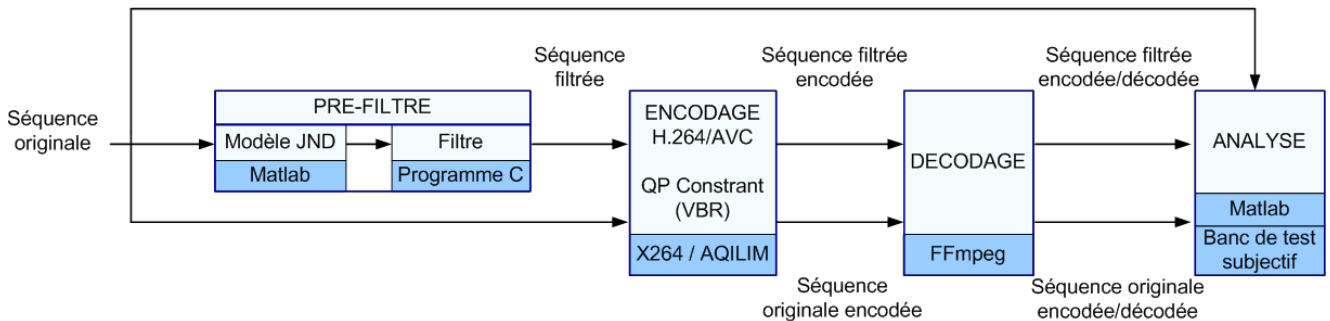 Séquence
originale
PRE-FILTRE
Modèle JND
Matlab
Filtre
Programme C
Séquence
filtrée
ENCODAGE
H.264/AVC
QP Constrant
(VBR)
X264 / AQILIM
Séquence filtrée
encodée
Séquence
originale encodée
DECODAGE
FFmpeg
Séquence filtrée
encodée/décodée
Séquence originale
encodée/décodée
ANALYSE
Matlab
Banc de test
subjectif